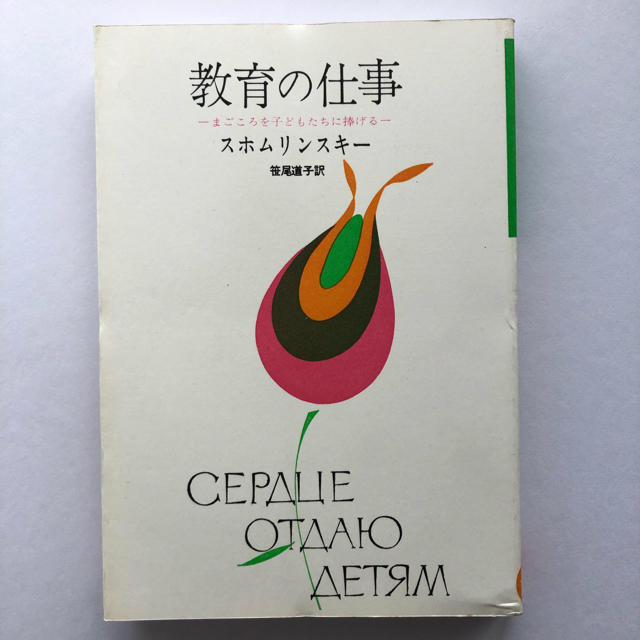 教育の仕事
―まごころを子どもたちに捧げる―
スホムリンスキー
笹尾道子訳
СЕРДЦЕ
ОТДАЮ
ДЕТЯМ